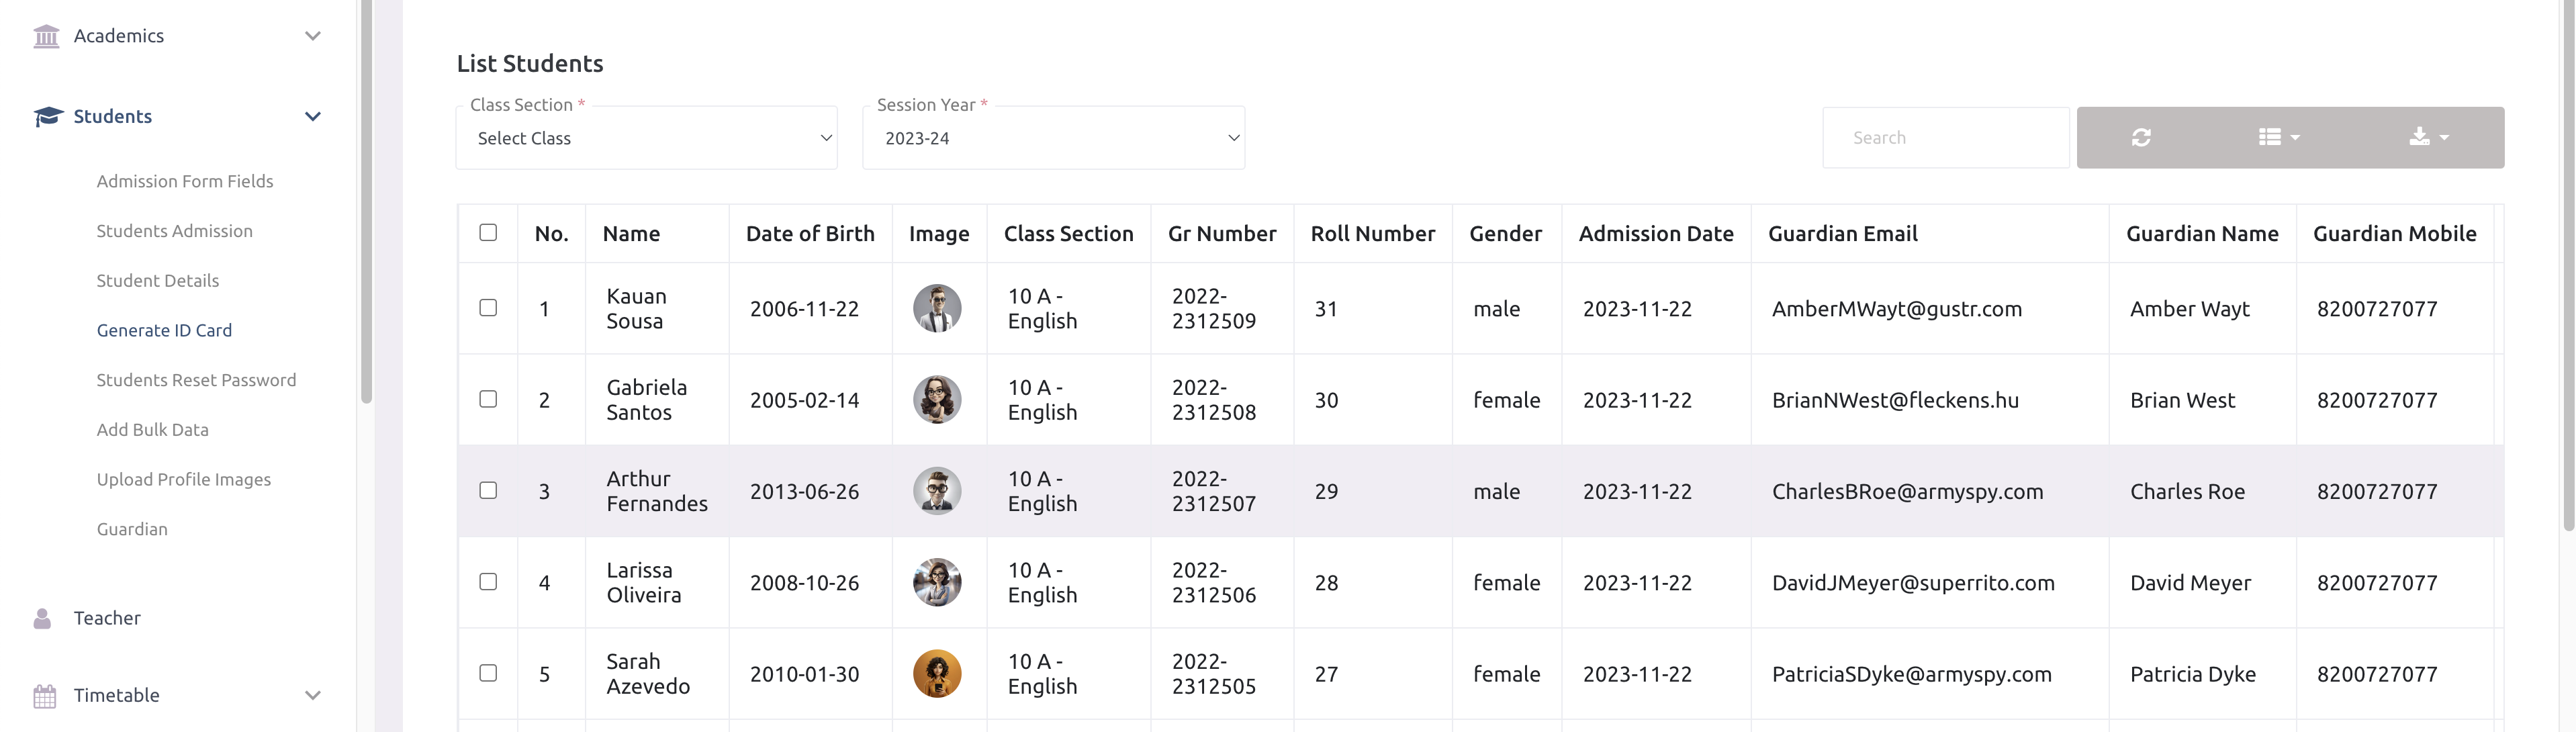 Academics
Students
Admission Form Fields
Students Admission
Student Details
Generate ID Card
Students Reset Password
Add Bulk Data
Upload Profile Images
Guardian
Teacher
Timetable
List Students
Class Section *
Select Class
Session Year *
2023-24
Search
No. Name Date of Birth Image Class Section Gr Number Roll Number Gender Admission Date Guardian Email Guardian Name Guardian Mobile
1 Kauan Sousa 2006-11-22 10 A - English 2022-2312509 31 male 2023-11-22 AmberMWayt@gustr.com Amber Wayt 8200727077
2 Gabriela Santos 2005-02-14 10 A - English 2022-2312508 30 female 2023-11-22 BrianNWest@fleckens.hu Brian West 8200727077
3 Arthur Fernandes 2013-06-26 10 A - English 2022-2312507 29 male 2023-11-22 CharlesBRoe@armyspy.com Charles Roe 8200727077
4 Larissa Oliveira 2008-10-26 10 A - English 2022-2312506 28 female 2023-11-22 DavidJMeyer@superrito.com David Meyer 8200727077
5 Sarah Azevedo 2010-01-30 10 A - English 2022-2312505 27 female 2023-11-22 PatriciaSDyke@armyspy.com Patricia Dyke 8200727077